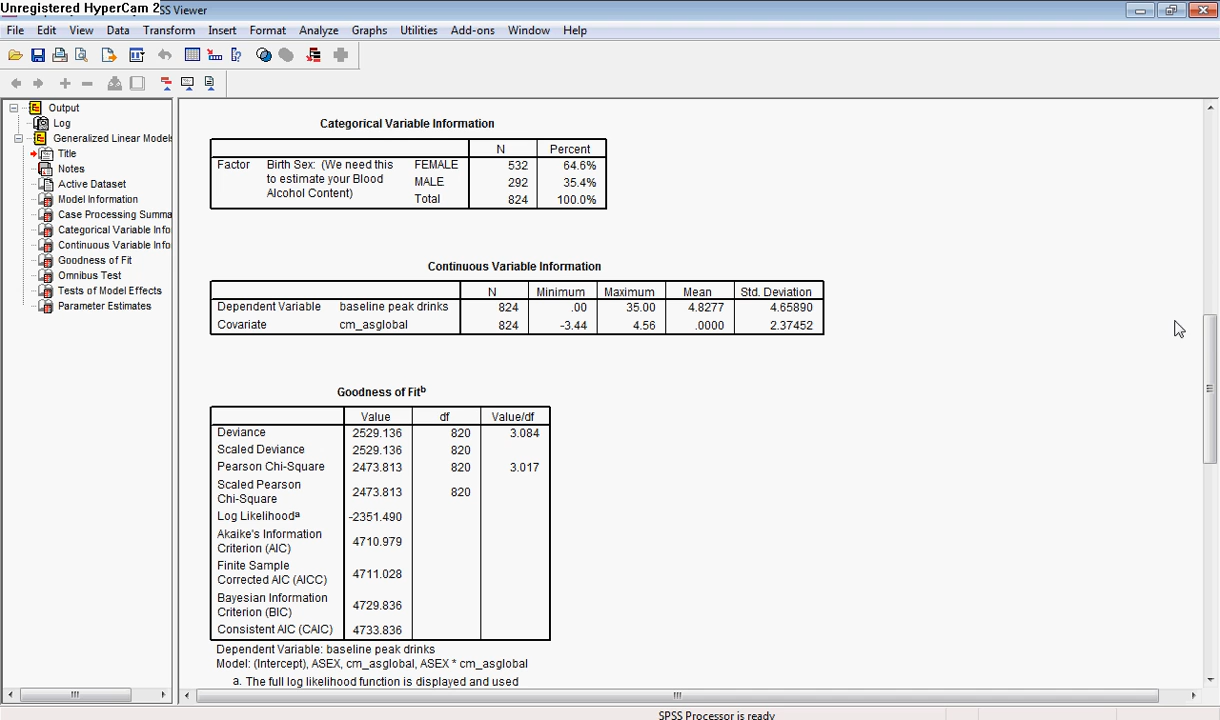 Unregistered HyperCam 2 SS Viewer
File Edit View Data Transform Insert Format Analyze Graphs Utilities Add-ons Window Help
Output
Log
Generalized Linear Models
Title
Notes
Active Dataset
Model Information
Case Processing Summa
Categorical Variable Info
Continuous Variable Info
Goodness of Fit
Omnibus Test
Tests of Model Effects
Parameter Estimates
Categorical Variable Information
N Percent
Factor Birth Sex: (We need this to estimate your Blood Alcohol Content) FEMALE 532 64.6%
MALE 292 35.4%
Total 824 100.0%
Continuous Variable Information
N Minimum Maximum Mean Std. Deviation
Dependent Variable baseline peak drinks 824 .00 35.00 4.8277 4.65890
Covariate cm_asglobal 824 -3.44 4.56 .0000 2.37452
Goodness of Fitb
Value df Value/df
Deviance 2529.136 820 3.084
Scaled Deviance 2529.136 820
Pearson Chi-Square 2473.813 820 3.017
Scaled Pearson
Chi-Square 2473.813 820
Log Likelihooda -2351.490
Akaike's Information
Criterion (AIC) 4710.979
Finite Sample
Corrected AIC (AICC) 4711.028
Bayesian Information
Criterion (BIC) 4729.836
Consistent AIC (CAIC) 4733.836
Dependent Variable: baseline peak drinks
Model: (Intercept), ASEX, cm_asglobal, ASEX * cm_asglobal
a. The full log likelihood function is displayed and used
SPSS Processor is ready